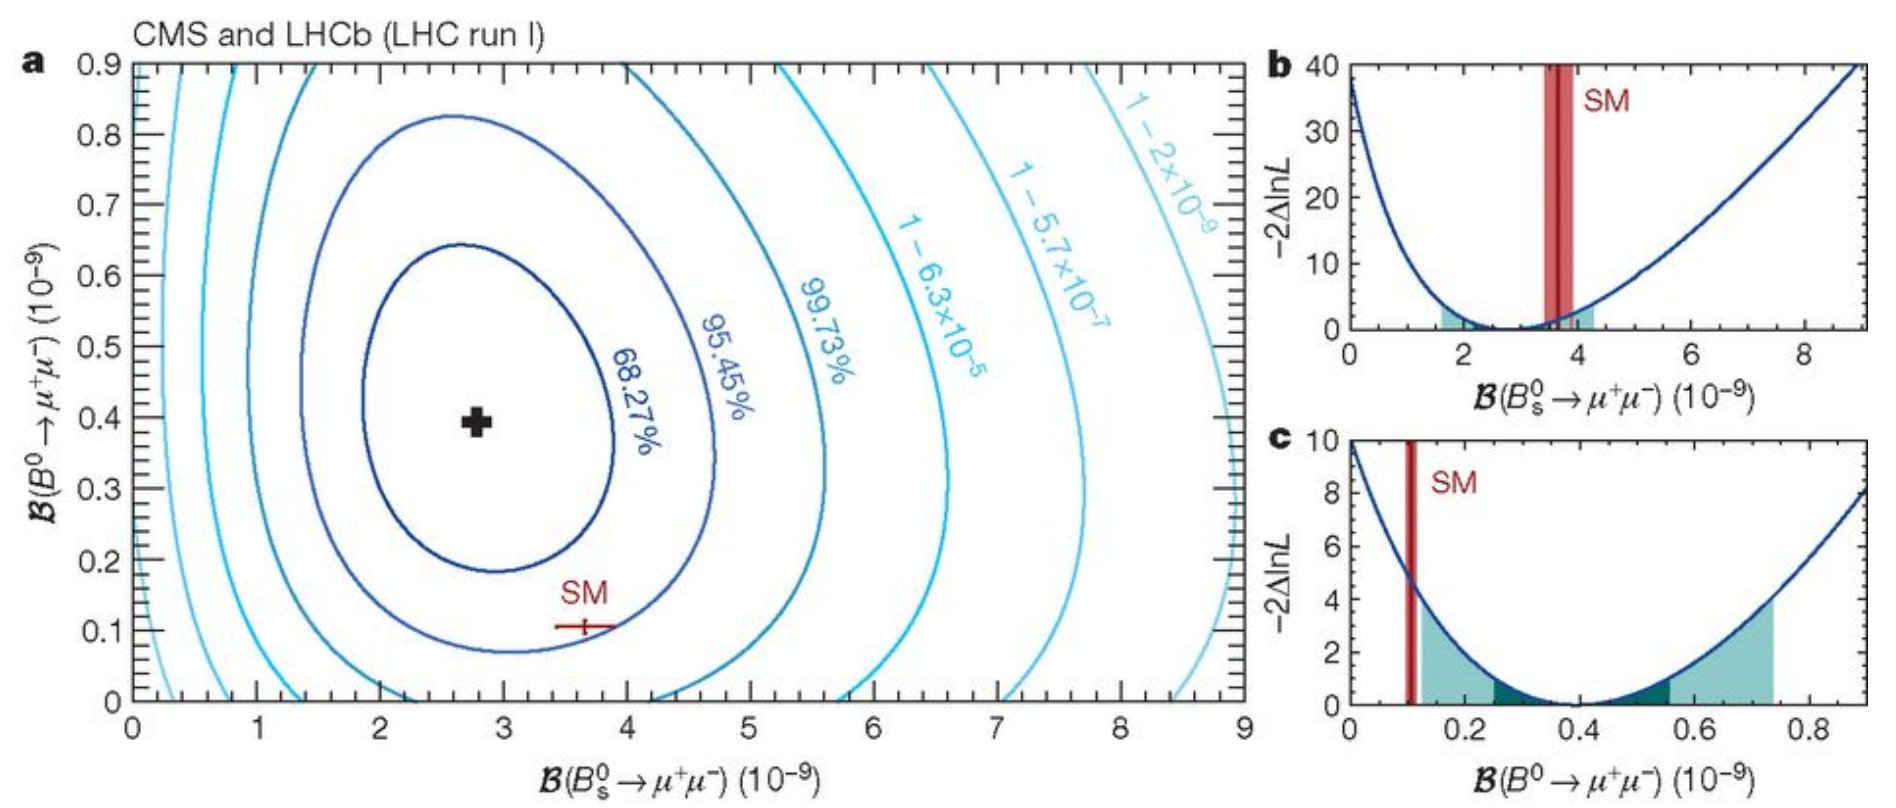 CMS and LHCb (LHC run I)
a
0.9
0.8
0.7
0.6
0.5
0.4
0.3
0.2
0.1
0
B(B⁰→μ⁺μ⁻) (10⁻⁹)
68.27%
95.45%
99.73%
1 – 6.3×10⁻⁵
1 – 5.7×10⁻⁷
1 – 2×10⁻⁹
SM
0 1 2 3 4 5 6 7 8 9
B(B⁰ₛ→μ⁺μ⁻) (10⁻⁹)
b
40
30
20
10
0
–2ΔlnL
SM
0 2 4 6 8
B(B⁰ₛ→μ⁺μ⁻) (10⁻⁹)
c
10
8
6
4
2
0
–2ΔlnL
SM
0 0.2 0.4 0.6 0.8
B(B⁰→μ⁺μ⁻) (10⁻⁹)